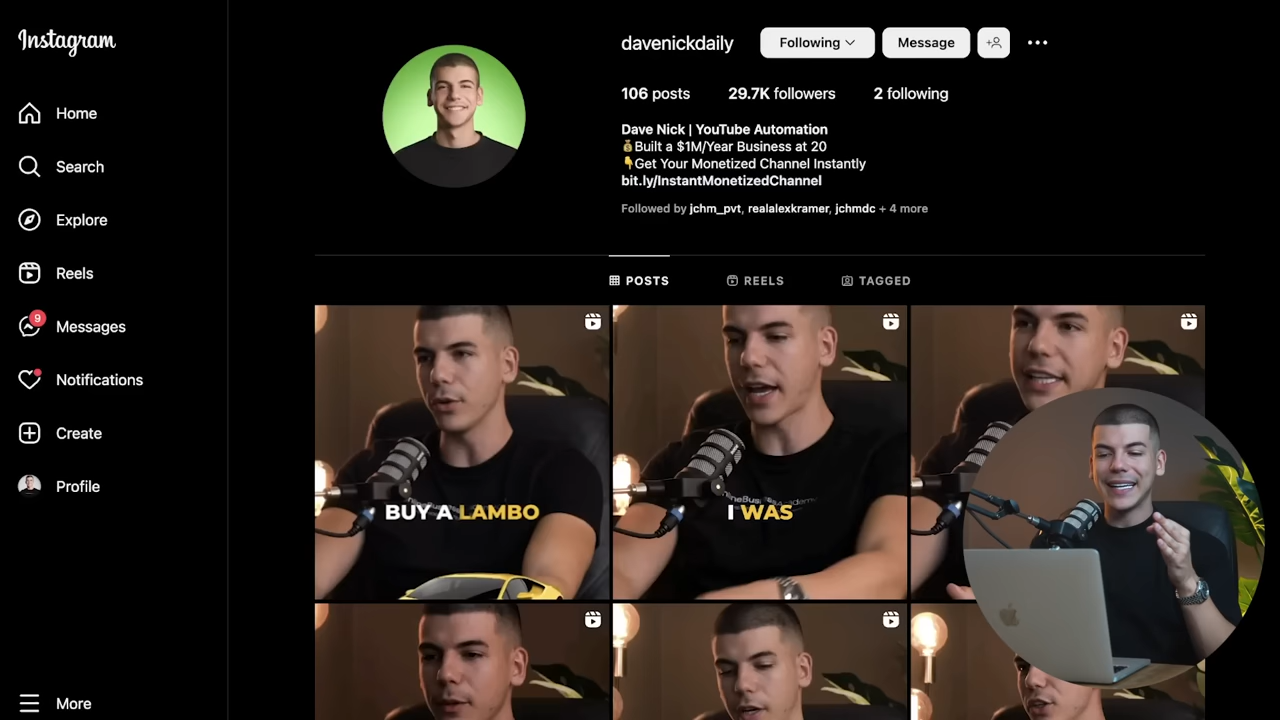 Instagram
Home
Search
Explore
Reels
9
Messages
Notifications
Create
Profile
More
davenickdaily
Following
Message
106 posts
29.7K followers
2 following
Dave Nick | YouTube Automation
💰Built a $1M/Year Business at 20
👇Get Your Monetized Channel Instantly
bit.ly/InstantMonetizedChannel
Followed by jchm_pvt, realalexkramer, jchmdc + 4 more
POSTS
REELS
TAGGED
BUY A LAMBO
I WAS